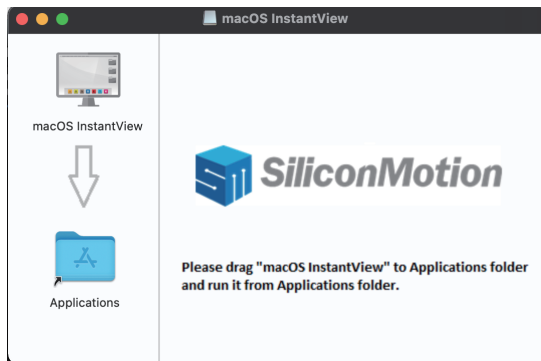 macOS InstantView
macOS InstantView
Applications
SiliconMotion
Please drag "macOS InstantView" to Applications folder
and run it from Applications folder.